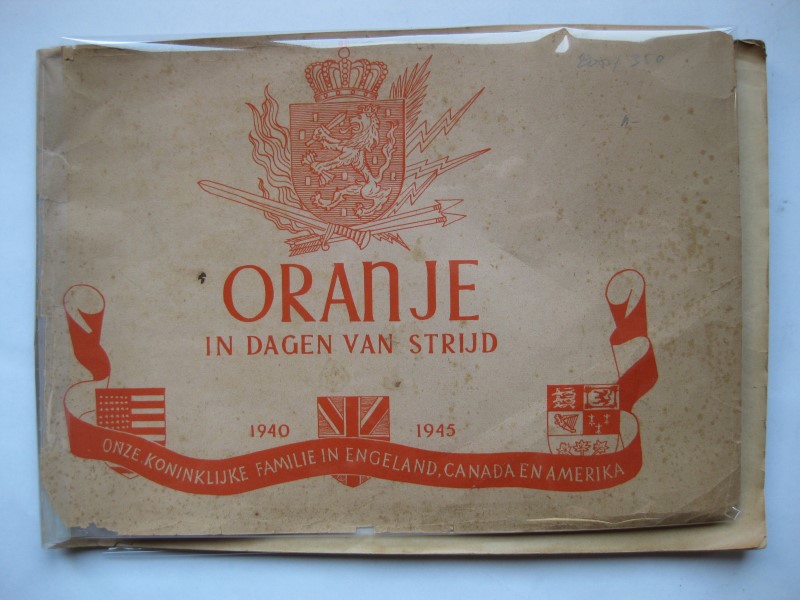 ORANJE
IN DAGEN VAN STRIJD
1940 1945
ONZE KONINKLIJKE FAMILIE IN ENGELAND, CANADA EN AMERIKA